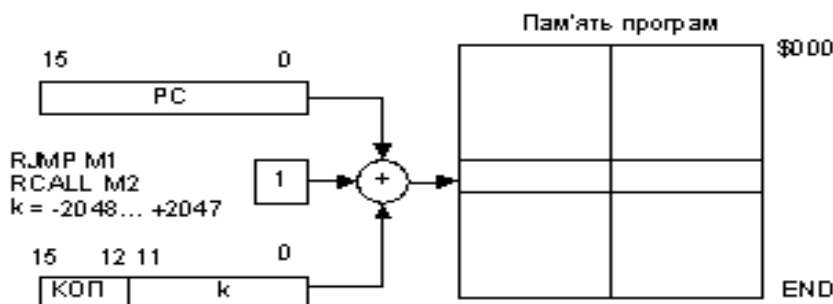 Пам'ять програм
$000
15 0
PC
RJMP M1
RCALL M2
k = -2048... +2047
1
+
15 12 11 0
КОП k
END